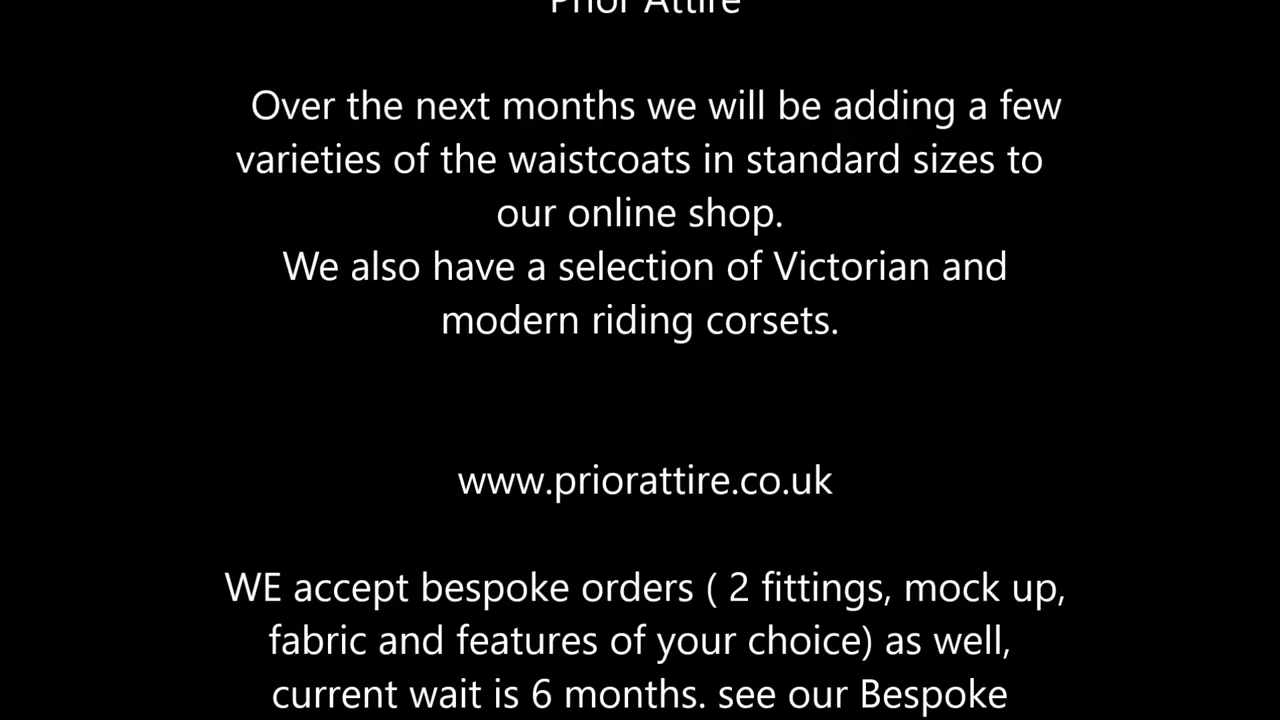 Prior Attire
Over the next months we will be adding a few
varieties of the waistcoats in standard sizes to
our online shop.
We also have a selection of Victorian and
modern riding corsets.
www.priorattire.co.uk
WE accept bespoke orders ( 2 fittings, mock up,
fabric and features of your choice) as well,
current wait is 6 months. see our Bespoke